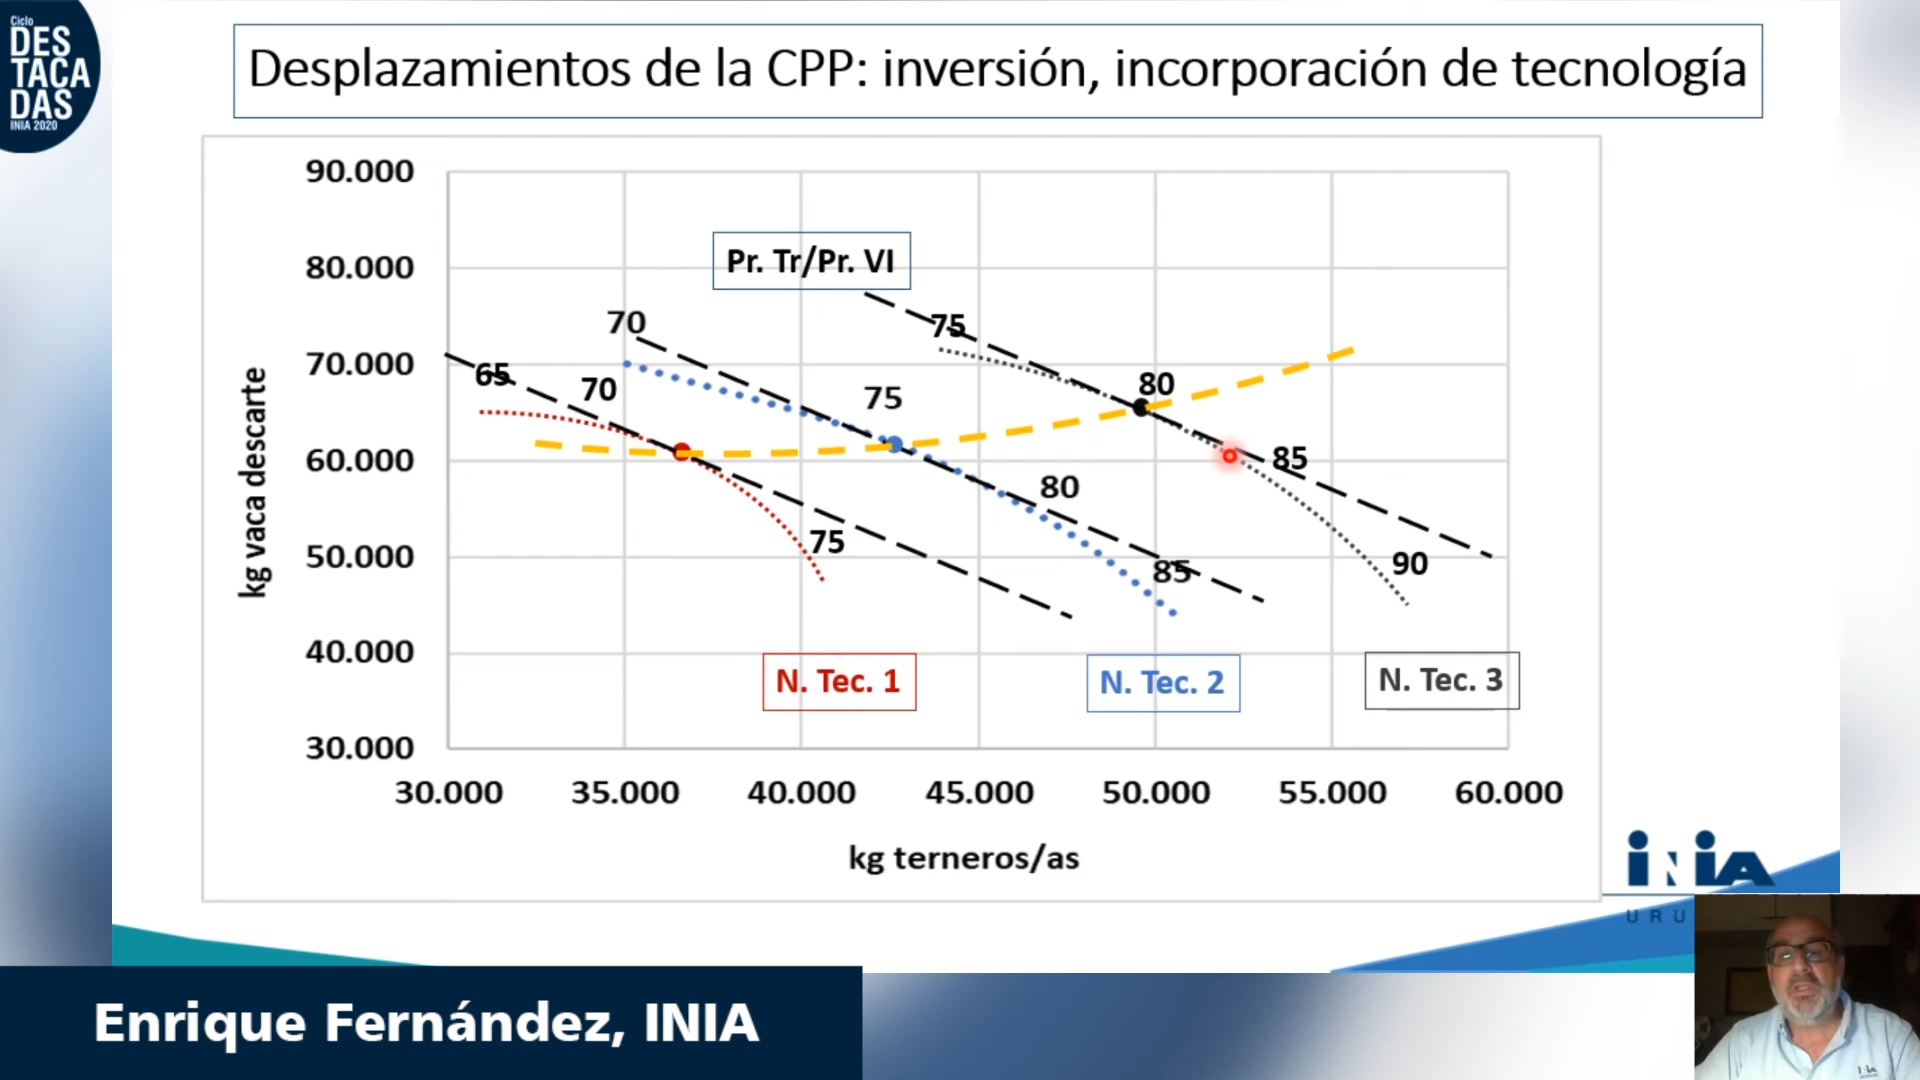 Ciclo
DES
TACA
DAS
INIA 2020
Desplazamientos de la CPP: inversión, incorporación de tecnología
90.000
80.000
70.000
60.000
50.000
40.000
30.000
kg vaca descarte
Pr. Tr/Pr. VI
65
70
75
70
75
80
85
75
80
85
90
N. Tec. 1
N. Tec. 2
N. Tec. 3
30.000
35.000
40.000
45.000
50.000
55.000
60.000
kg terneros/as
INIA
URU
Enrique Fernández, INIA